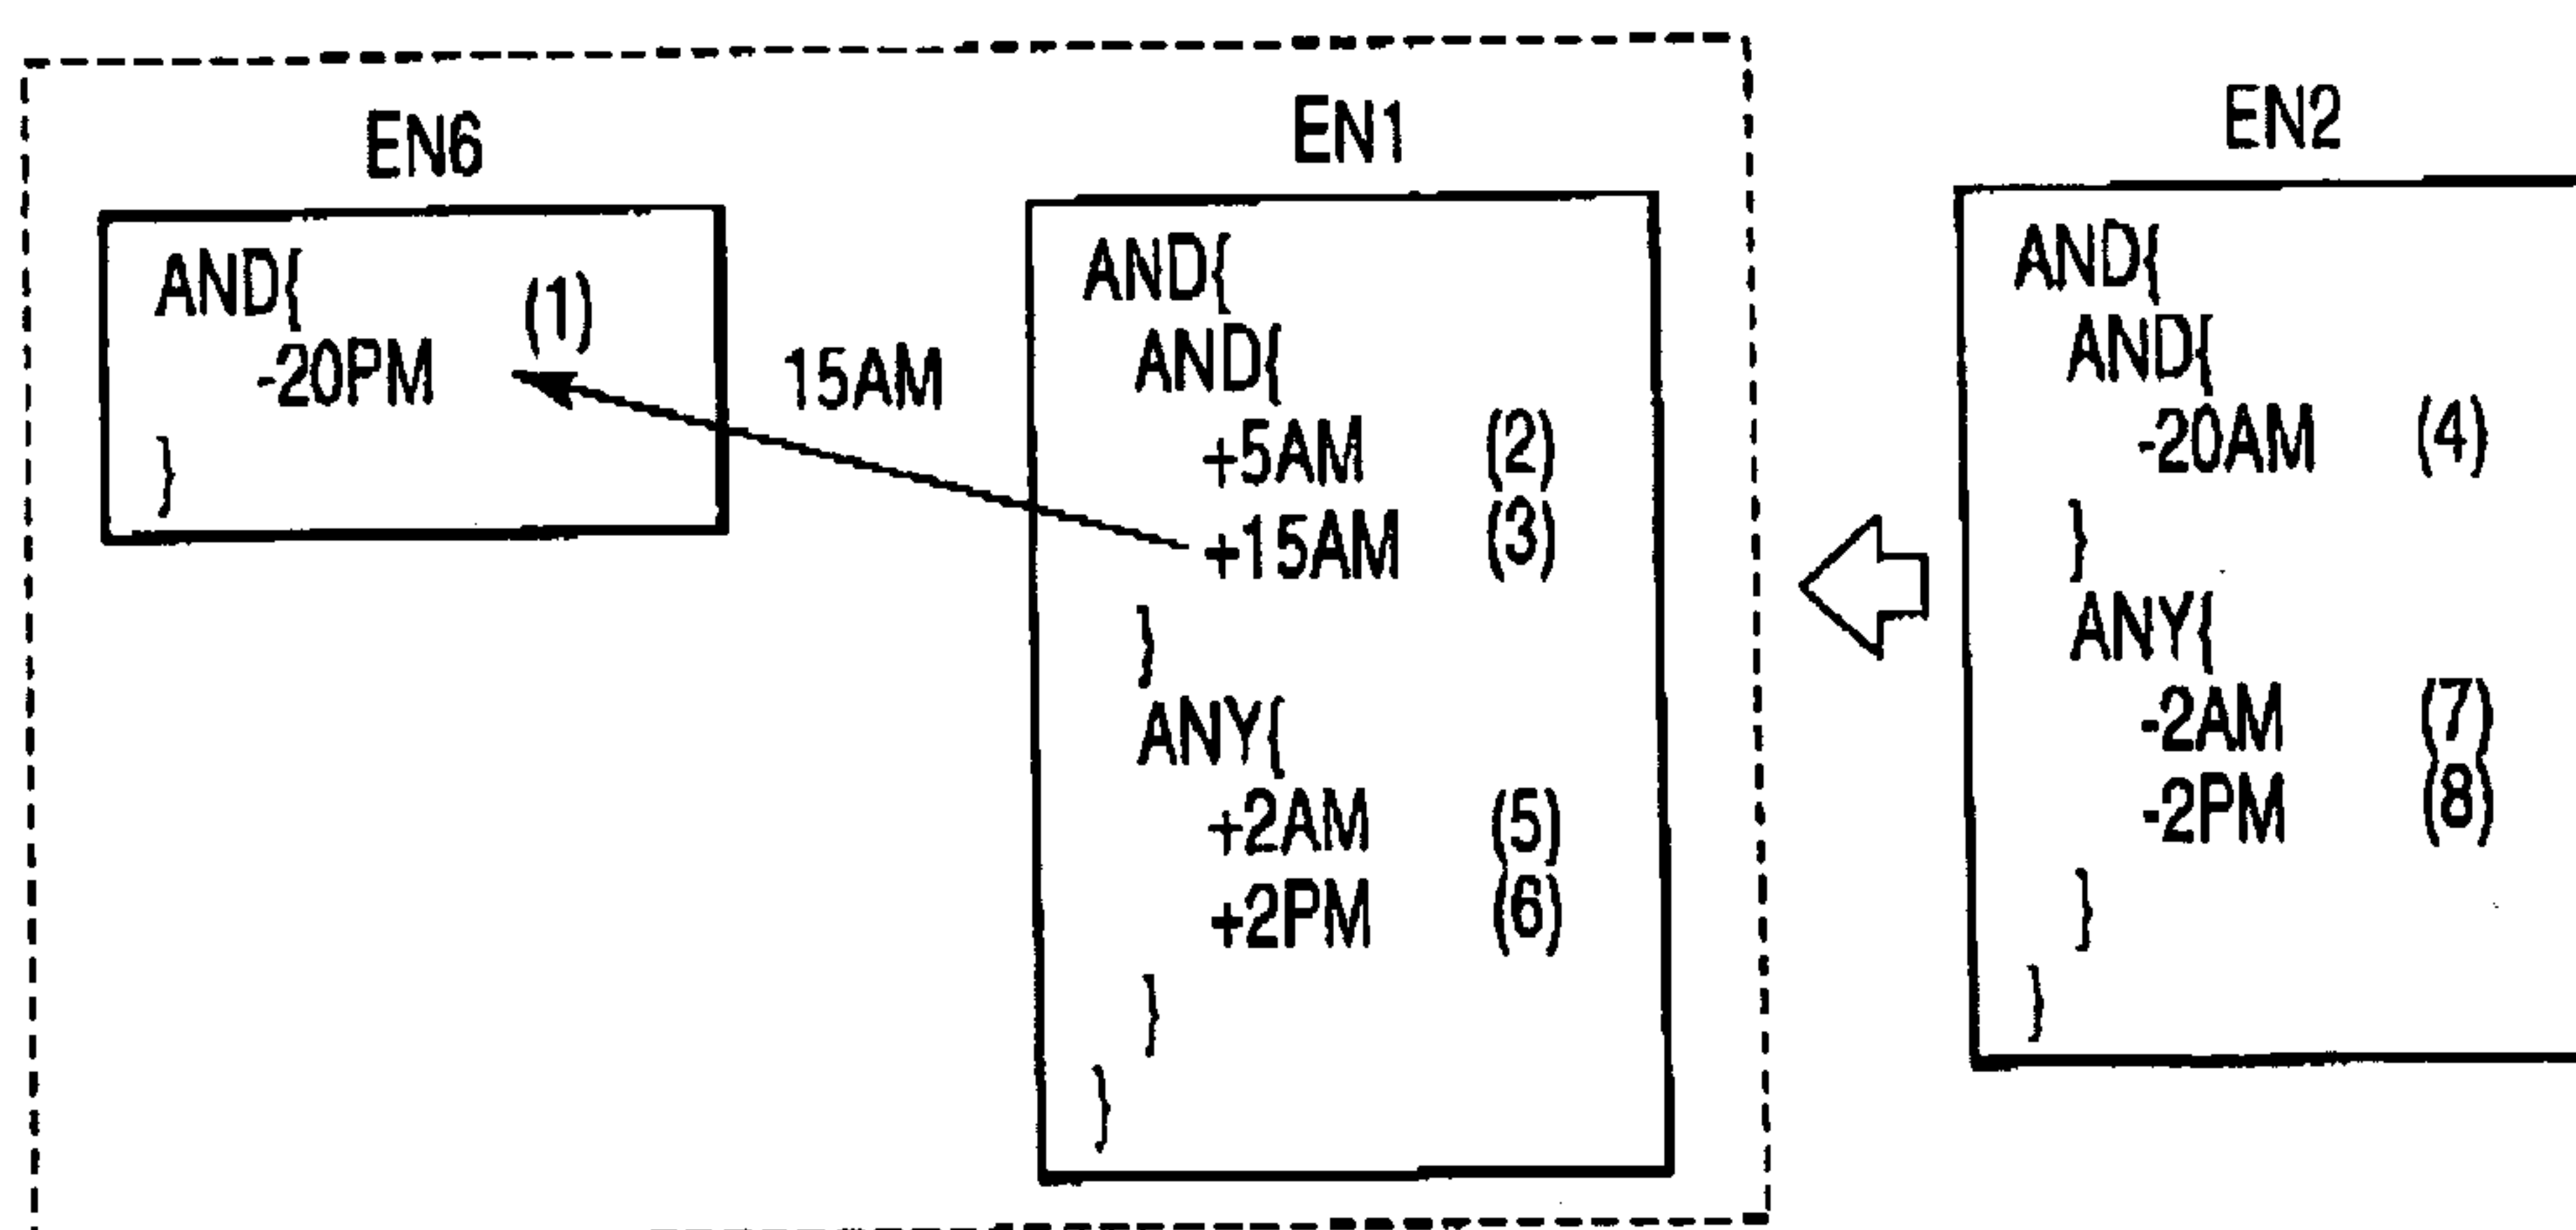 EN6
AND{
(1)
-20PM
}
15AM
EN1
AND{
AND{
+5AM (2)
+15AM (3)
}
ANY{
+2AM (5)
+2PM (6)
}
}
EN2
AND{
AND{
-20AM (4)
}
ANY{
-2AM (7)
-2PM (8)
}
}